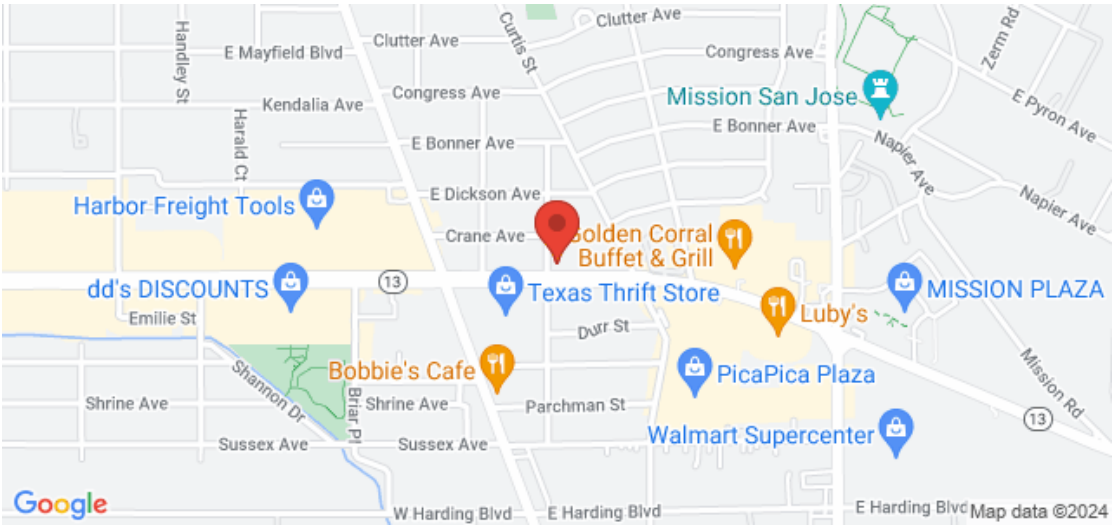 Clutter Ave
Handley St
Curtis St
Clutter Ave
Zerm Rd
E Mayfield Blvd
Congress Ave
Congress Ave
Mission San Jose
E Pyron Ave
Kendalia Ave
Harald Ct
E Bonner Ave
E Bonner Ave
Napier Ave
E Dickson Ave
Napier Ave
Harbor Freight Tools
Crane Ave
Golden Corral
Buffet & Grill
13
dd's DISCOUNTS
Texas Thrift Store
MISSION PLAZA
Luby's
Emilie St
Durr St
Mission Rd
Bobbie's Cafe
PicaPica Plaza
Shannon Dr
Briar Pl
Shrine Ave
Shrine Ave
Parchman St
13
Sussex Ave
Sussex Ave
Walmart Supercenter
Google
W Harding Blvd
E Harding Blvd
E Harding Blvd
Map data ©2024